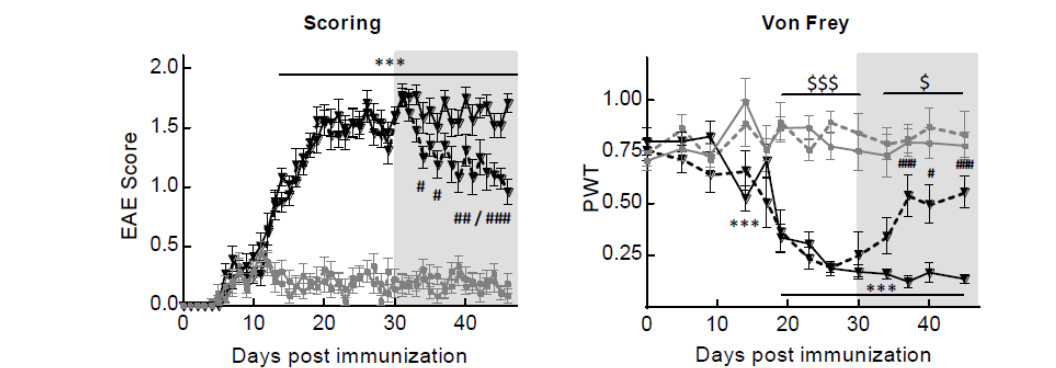 Scoring
***
2.0
1.5
1.0
0.5
0.0
EAE Score
#
#
## / ###
0 10 20 30 40
Days post immunization
Von Frey
$$$
$
1.00
0.75
0.50
0.25
PWT
***
###
#
###
***
0 10 20 30 40
Days post immunization